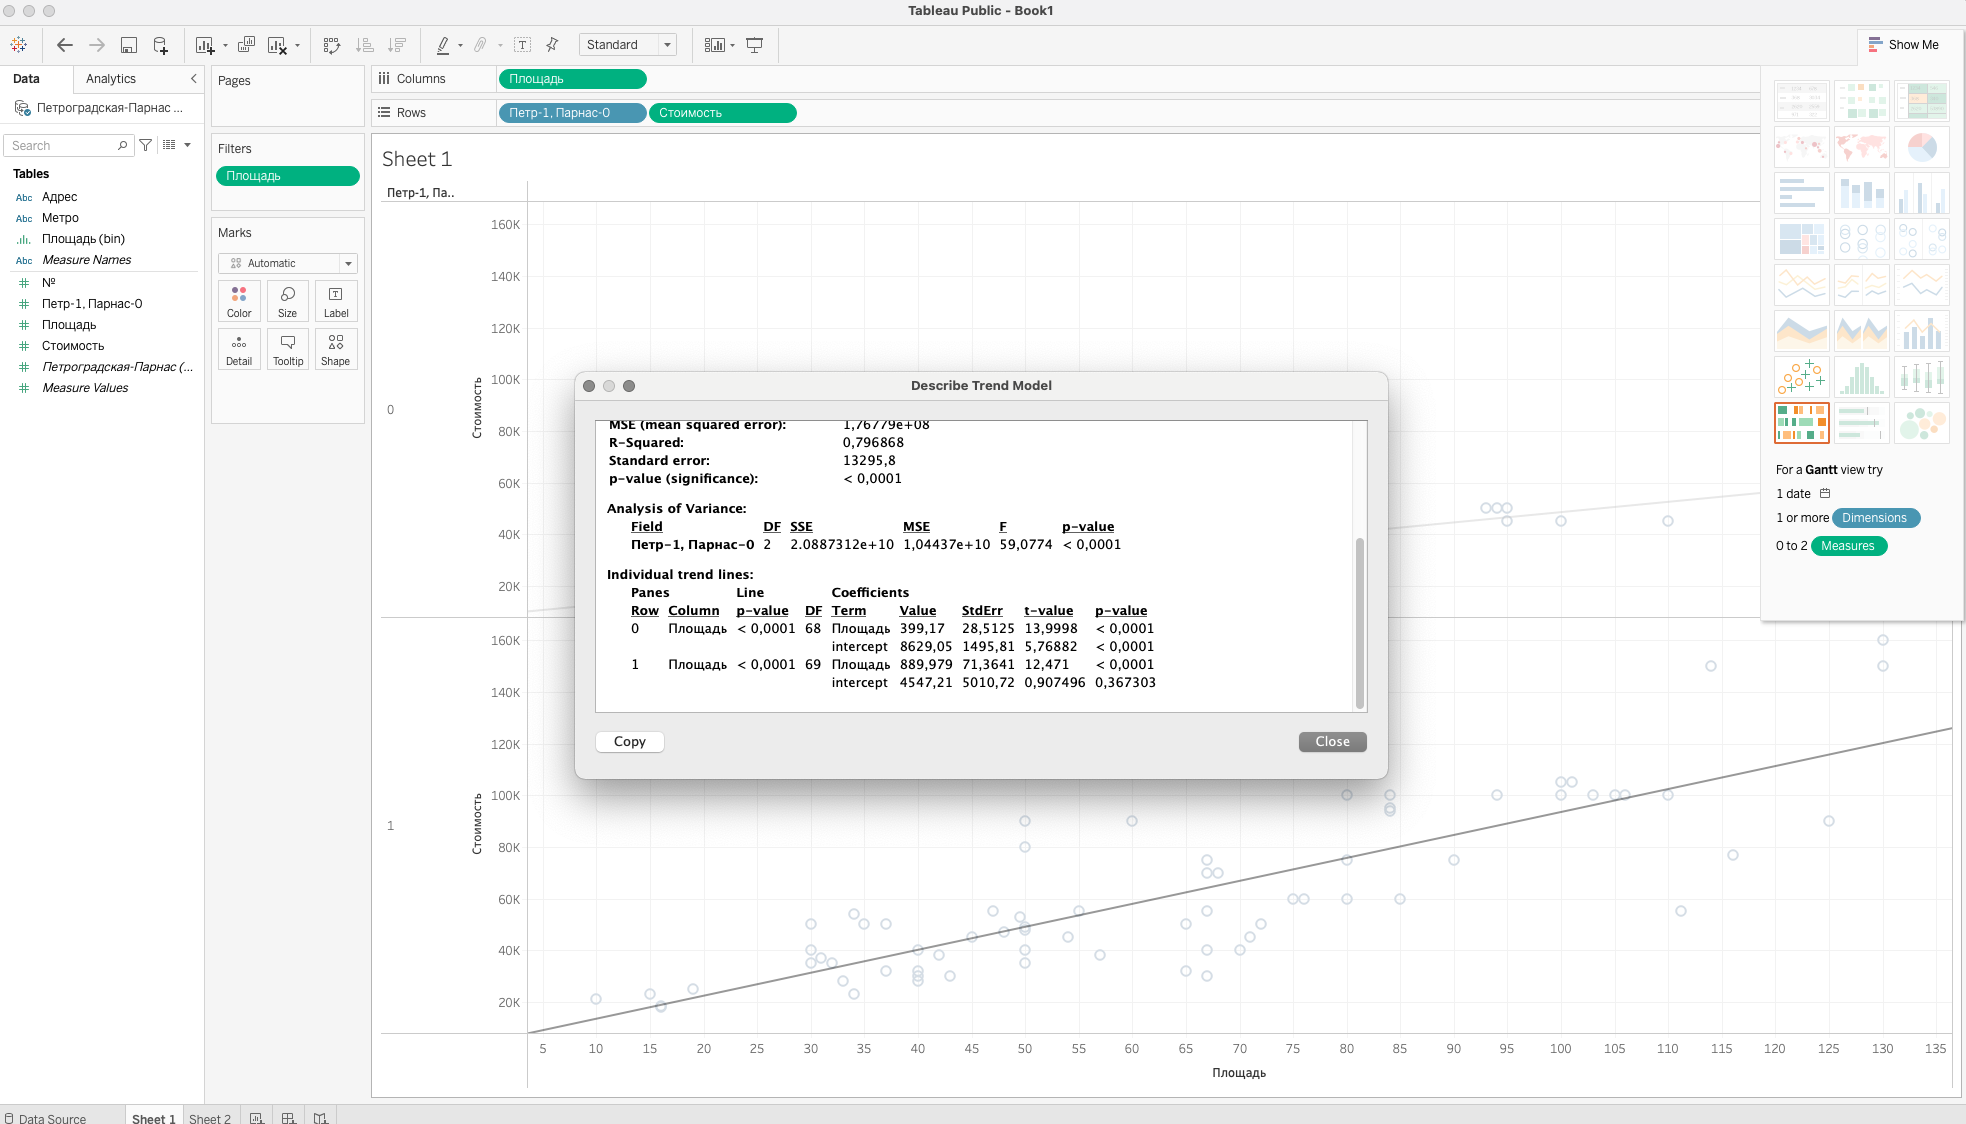 Tableau Public - Book1
Standard
Show Me
Data
Analytics
Петроградская-Парнас ...
Search
Tables
Abc Адрес
Abc Метро
Площадь (bin)
Abc Measure Names
№
Петр-1, Парнас-0
Площадь
Стоимость
Петроградская-Парнас (...
Measure Values
Pages
Filters
Площадь
Marks
Automatic
Color
Size
Label
Detail
Tooltip
Shape
Columns
Площадь
Rows
Петр-1, Парнас-0
Стоимость
Sheet 1
Петр-1, Па..
0
Стоимость
160K
140K
120K
100K
80K
60K
40K
20K
1
Стоимость
160K
140K
120K
100K
80K
60K
40K
20K
5 10 15 20 25 30 35 40 45 50 55 60 65 70 75 80 85 90 95 100 105 110 115 120 125 130 135
Площадь
Describe Trend Model
MSE (mean squared error): 1,76779e+08
R-Squared: 0,796868
Standard error: 13295,8
p-value (significance): < 0,0001
Analysis of Variance:
Field DF SSE MSE F p-value
Петр-1, Парнас-0 2 2.0887312e+10 1,04437e+10 59,0774 < 0,0001
Individual trend lines:
Panes Line Coefficients
Row Column p-value DF Term Value StdErr t-value p-value
0 Площадь < 0,0001 68 Площадь 399,17 28,5125 13,9998 < 0,0001
intercept 8629,05 1495,81 5,76882 < 0,0001
1 Площадь < 0,0001 69 Площадь 889,979 71,3641 12,471 < 0,0001
intercept 4547,21 5010,72 0,907496 0,367303
Copy
Close
For a Gantt view try
1 date
1 or more Dimensions
0 to 2 Measures
Data Source
Sheet 1
Sheet 2